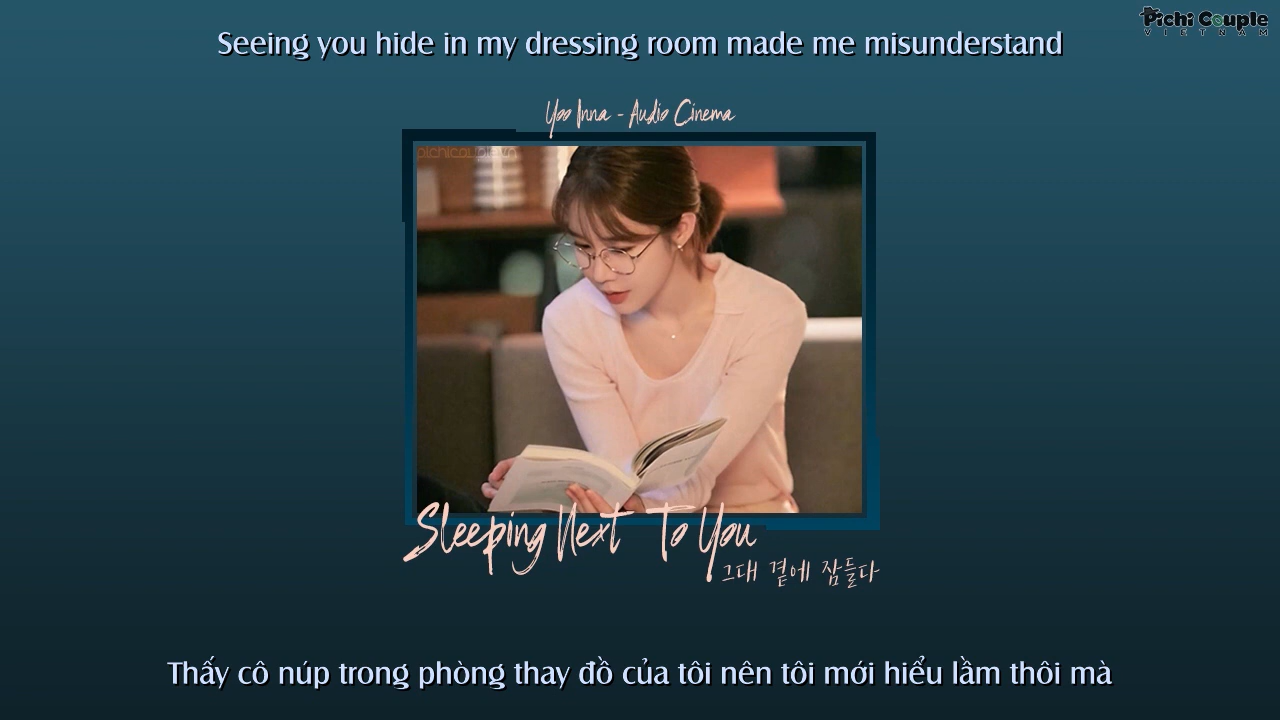 Pichi Couple
VIETNAM
Seeing you hide in my dressing room made me misunderstand
Yoo Inna - Audio Cinema
pichicouple.vn
Sleeping Next To You
그대 곁에 잠들다
Thấy cô núp trong phòng thay đồ của tôi nên tôi mới hiểu lầm thôi mà